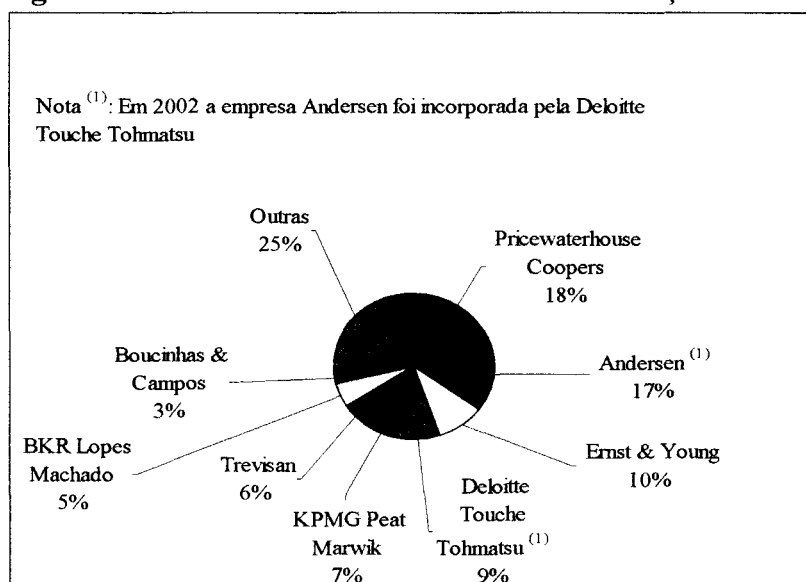 Nota (1): Em 2002 a empresa Andersen foi incorporada pela Deloitte
Touche Tohmatsu
Outras
25%
Pricewaterhouse
Coopers
18%
Andersen (1)
17%
Ernst & Young
10%
Deloitte
Touche
Tohmatsu (1)
9%
KPMG Peat
Marwik
7%
Trevisan
6%
BKR Lopes
Machado
5%
Boucinhas &
Campos
3%